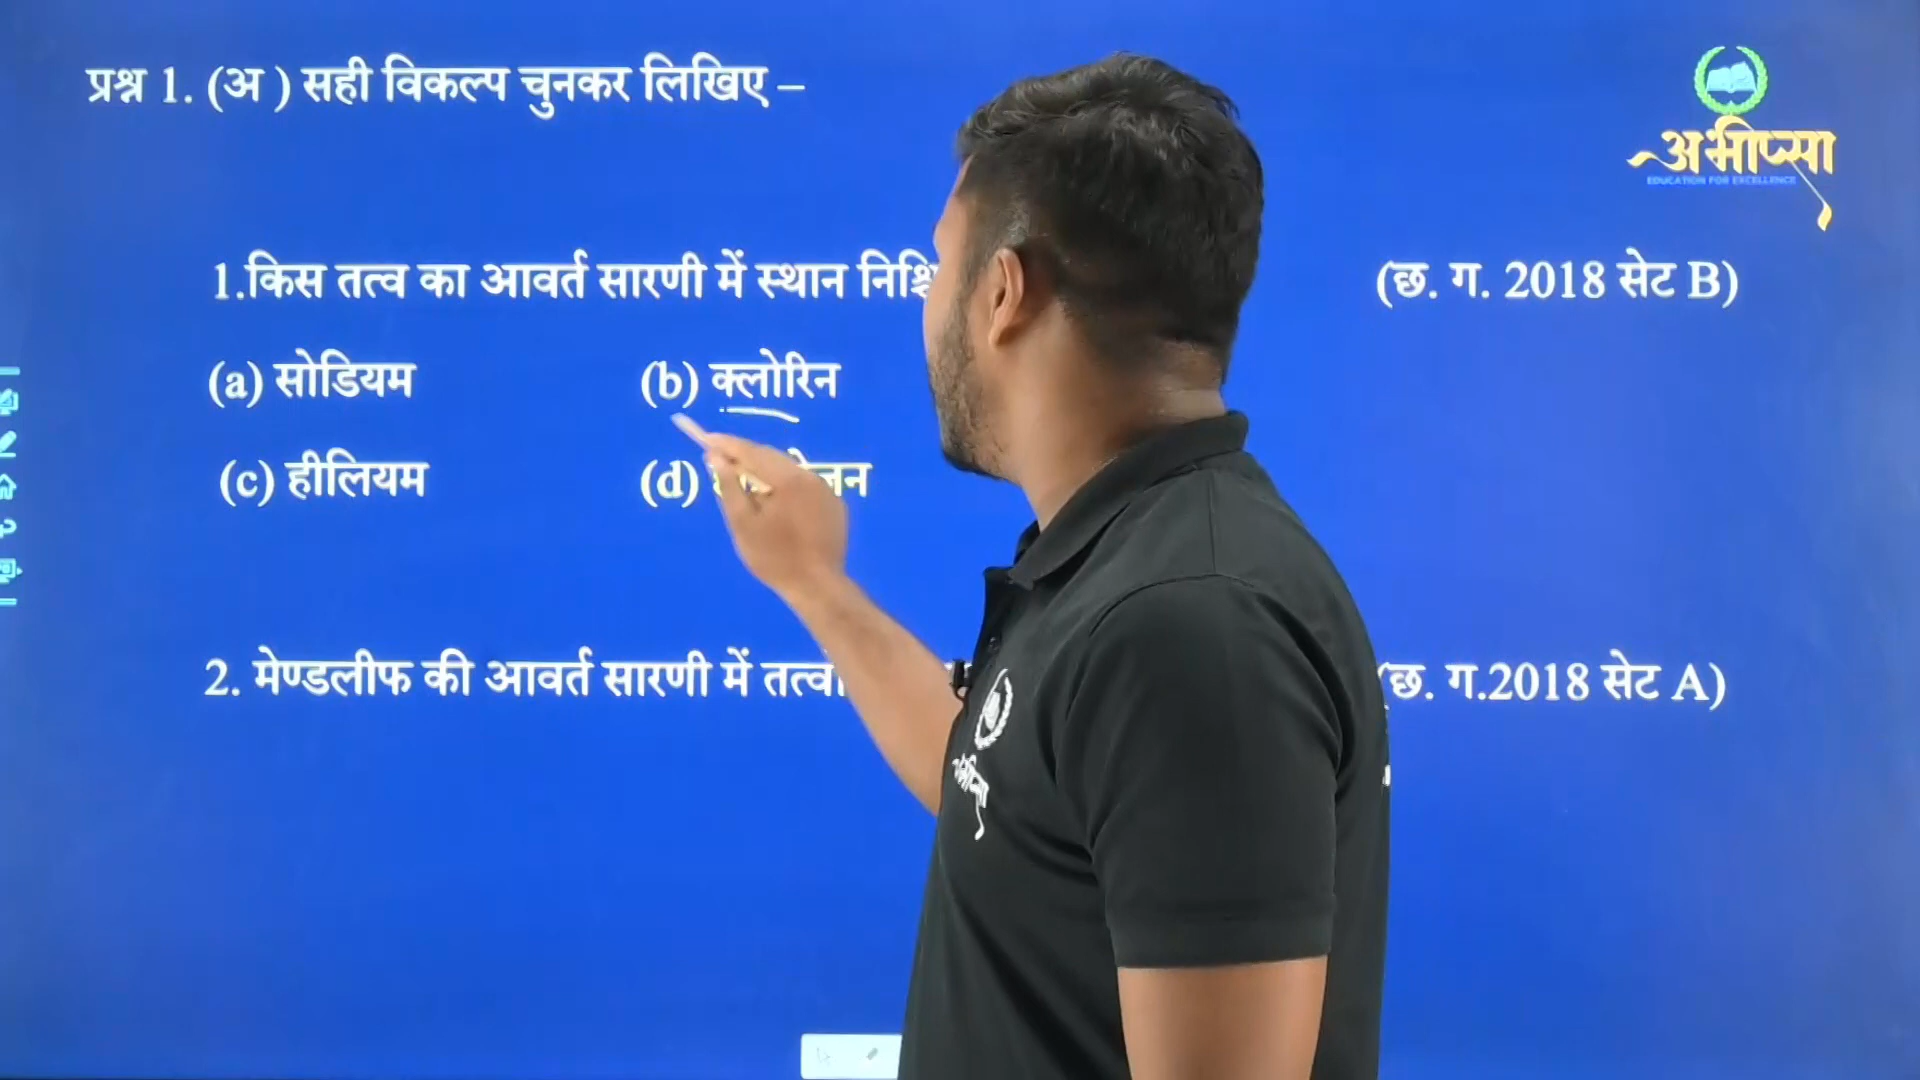 प्रश्न 1. (अ ) सही विकल्प चुनकर लिखिए –
अभीप्सा
EDUCATION FOR EXCELLENCE
1.किस तत्व का आवर्त सारणी में स्थान (छ. ग. 2018 सेट B)
(a) सोडियम (b) क्लोरिन
(c) हीलियम (d)
2. मेण्डलीफ की आवर्त सारणी में (छ. ग.2018 सेट A)